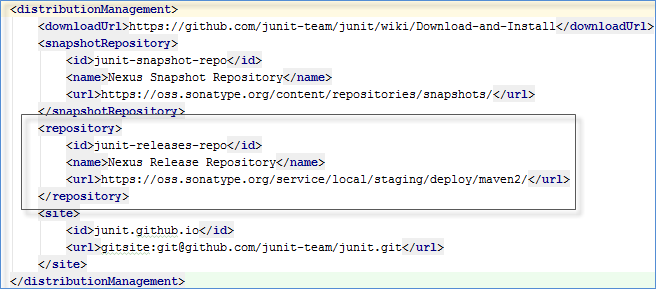 <distributionManagement>
<downloadUrl>https://github.com/junit-team/junit/wiki/Download-and-Install</downloadUrl>
<snapshotRepository>
<id>junit-snapshot-repo</id>
<name>Nexus Snapshot Repository</name>
<url>https://oss.sonatype.org/content/repositories/snapshots/</url>
</snapshotRepository>
<repository>
<id>junit-releases-repo</id>
<name>Nexus Release Repository</name>
<url>https://oss.sonatype.org/service/local/staging/deploy/maven2/</url>
</repository>
<site>
<id>junit.github.io</id>
<url>gitsite:git@github.com/junit-team/junit.git</url>
</site>
</distributionManagement>